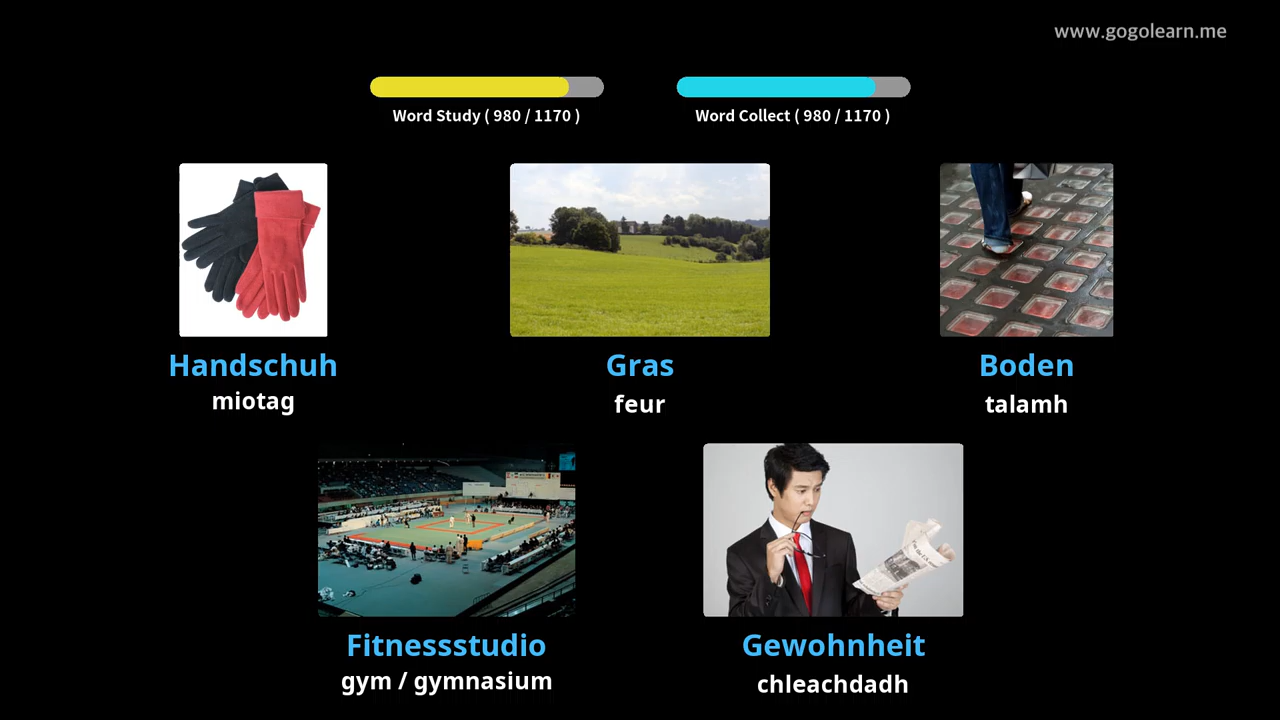 www.gogolearn.me
Word Study ( 980 / 1170 )
Word Collect ( 980 / 1170 )
Handschuh
miotag
Gras
feur
Boden
talamh
Fitnessstudio
gym / gymnasium
Gewohnheit
chleachdadh